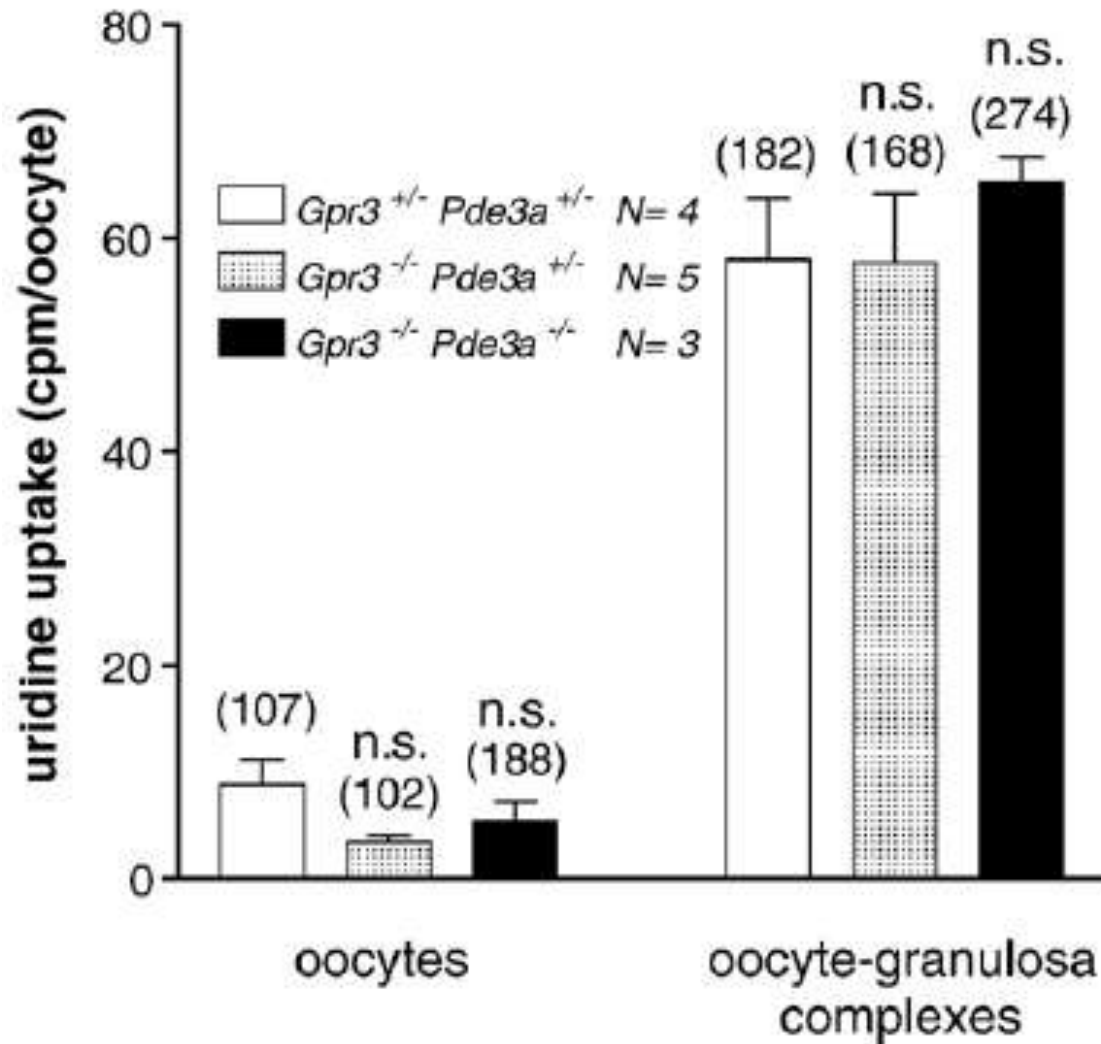 uridine uptake (cpm/oocyte)
80
60
40
20
0
Gpr3 +/- Pde3a +/- N= 4
Gpr3 -/- Pde3a +/- N= 5
Gpr3 -/- Pde3a -/- N= 3
(107)
n.s.
(102)
n.s.
(188)
(182)
n.s.
(168)
n.s.
(274)
oocytes
oocyte-granulosa
complexes